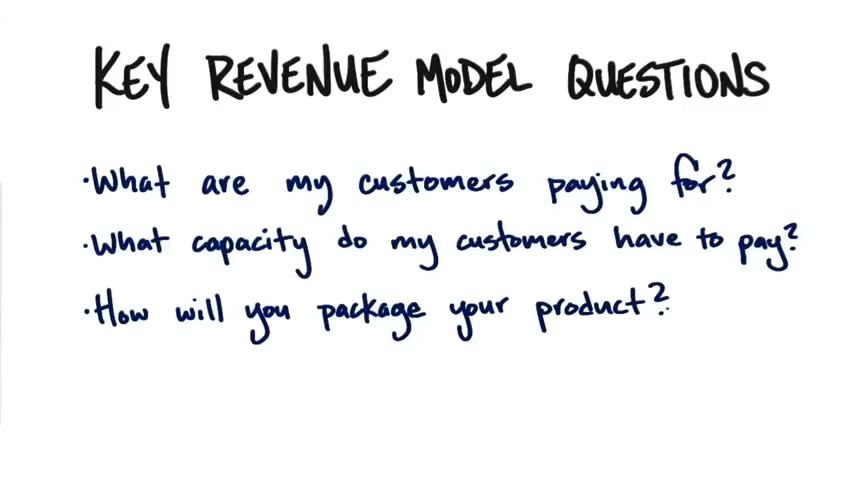 KEY REVENUE MODEL QUESTIONS
·What are my customers paying for?
·What capacity do my customers have to pay?
·How will you package your product?